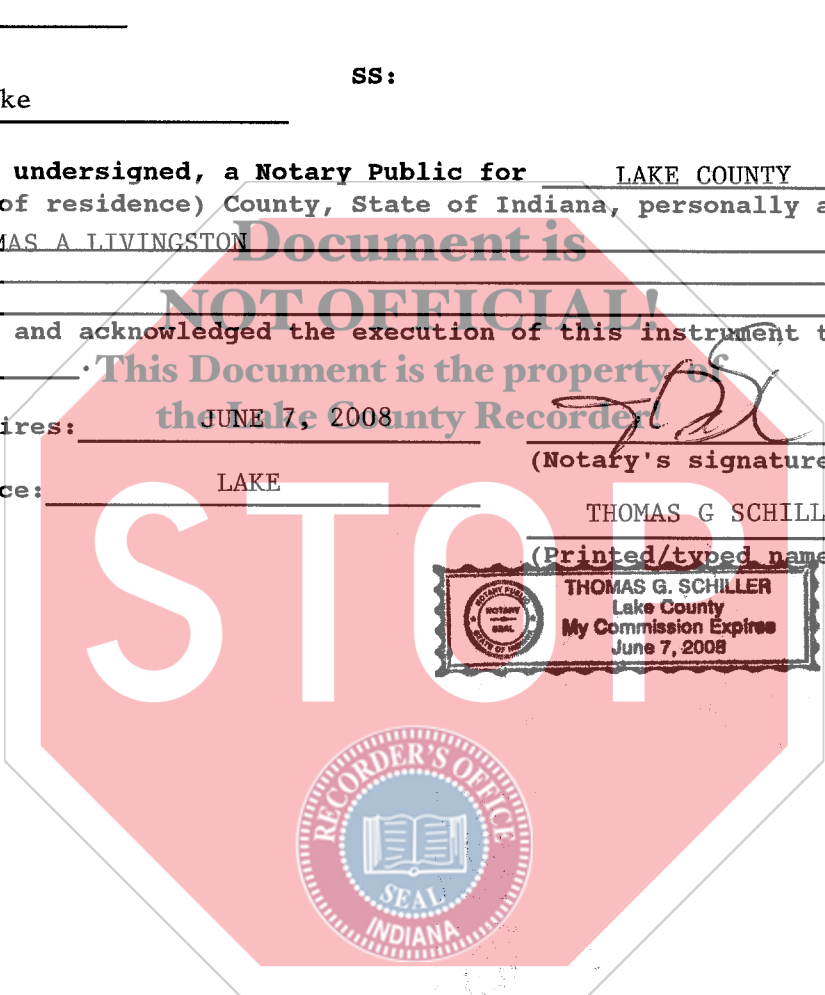 SS:
ke
undersigned, a Notary Public for LAKE COUNTY
of residence) County, State of Indiana, personally a
MAS A LIVINGSTON
Document is
NOT OFFICIAL!
and acknowledged the execution of this instrument t
This Document is the property of
the Lake County Recorder!
ires: JUNE 7, 2008
(Notary's signature
ce: LAKE
THOMAS G SCHILL
(Printed/typed name
THOMAS G. SCHILLER
Lake County
My Commission Expires
June 7, 2008
NOTARY PUBLIC
NOTARY
SEAL
STATE OF INDIANA
STOP
RECORDER'S OFFICE
SEAL
INDIANA